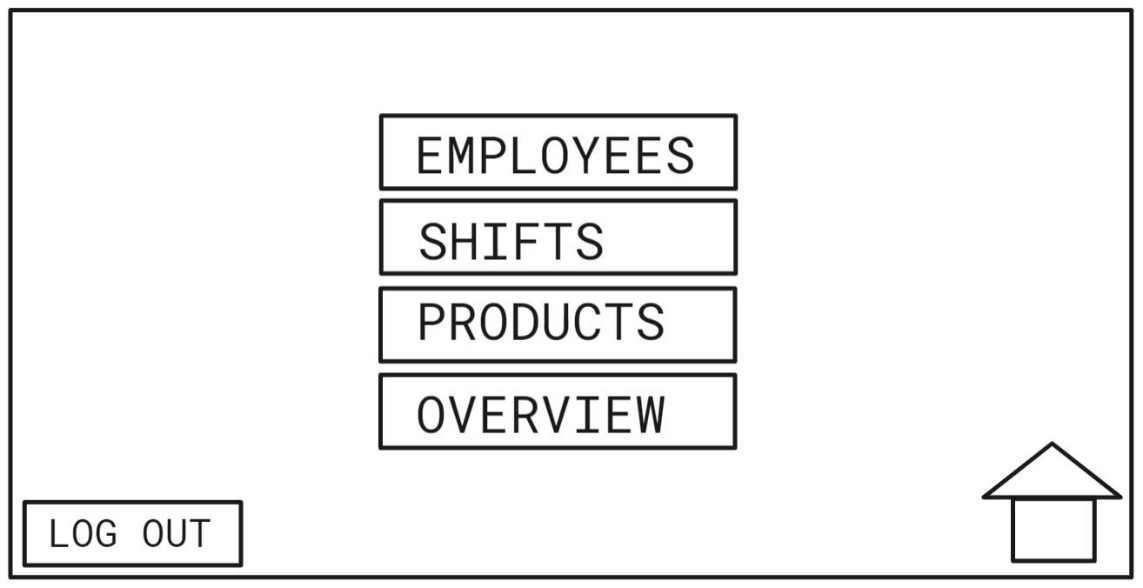 EMPLOYEES
SHIFTS
PRODUCTS
OVERVIEW
LOG OUT